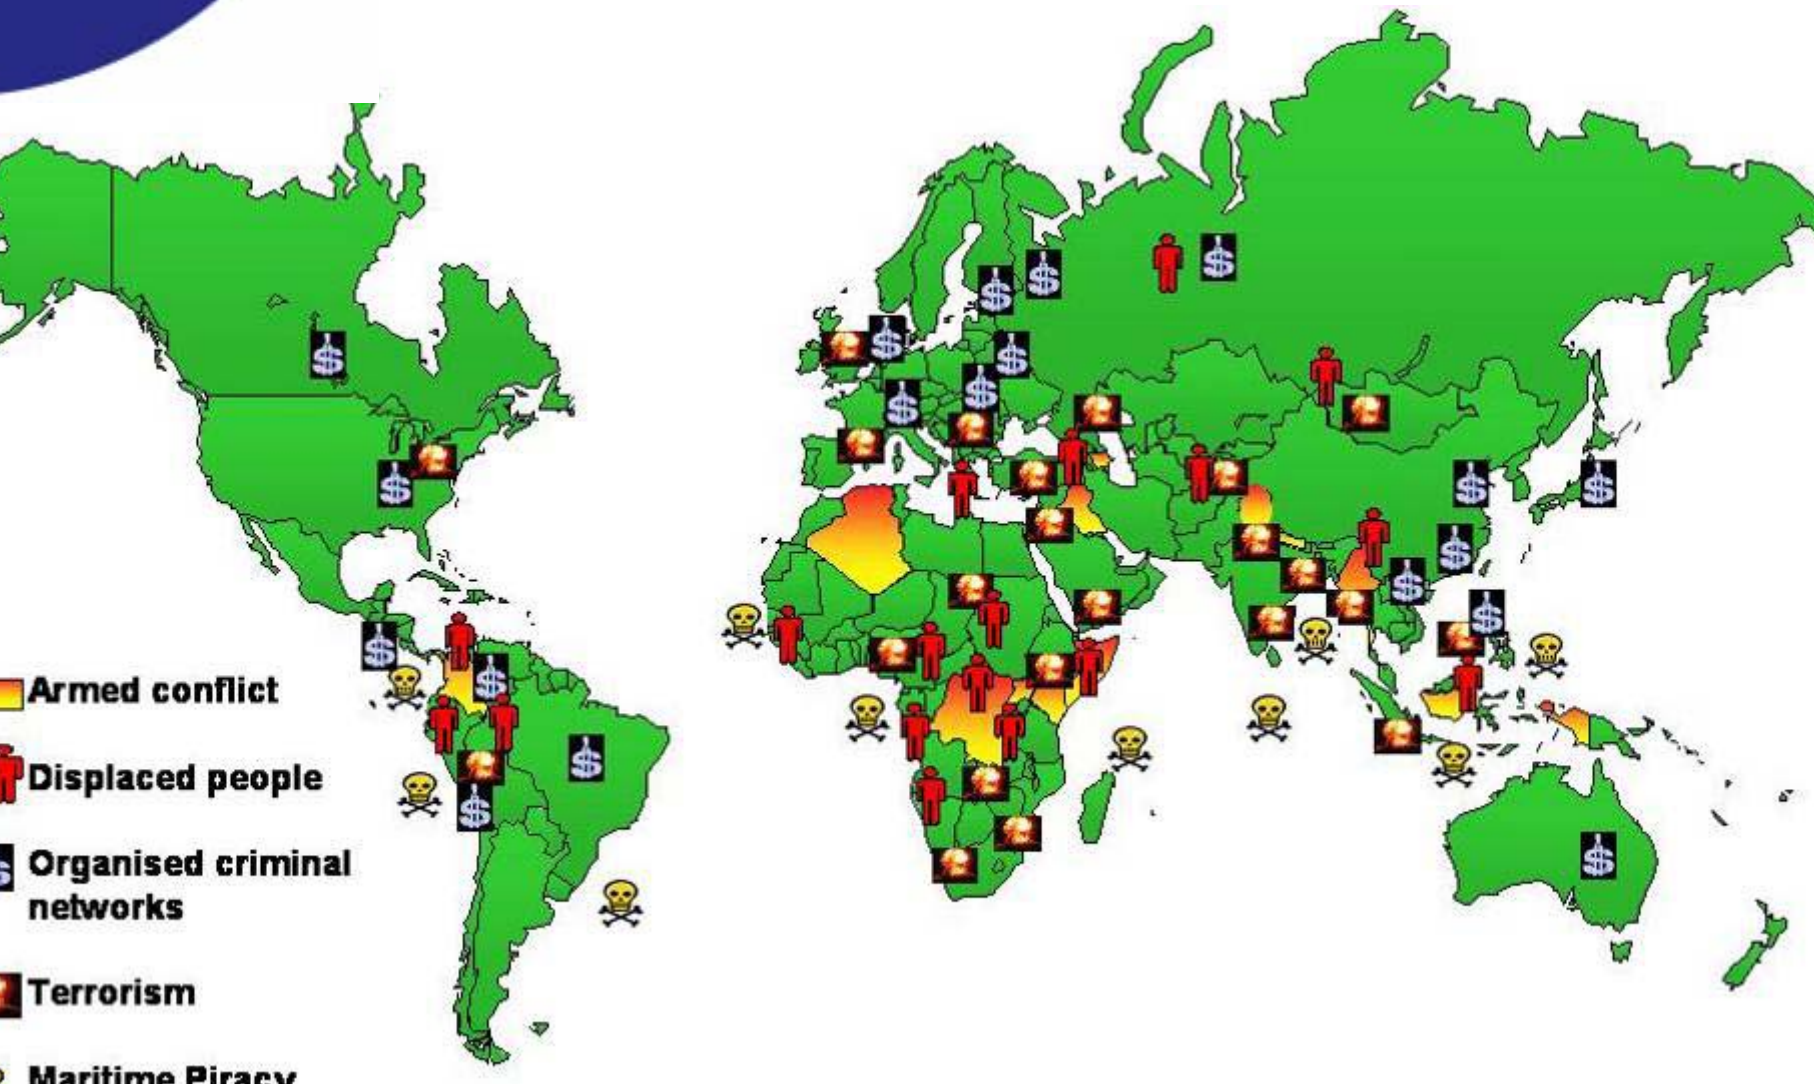 Armed conflict
Displaced people
Organised criminal
networks
Terrorism
Maritime Piracy